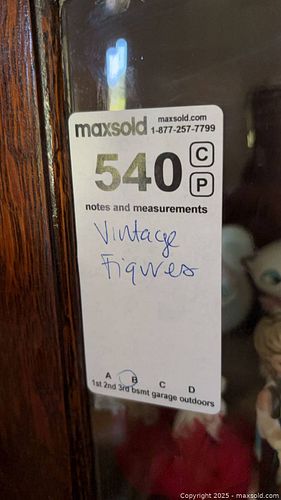 maxsold maxsold.com
1-877-257-7799
540 C
P
notes and measurements
Vintage
Figures
A B C D
1st 2nd 3rd bsmt garage outdoors
Copyright © 2025 - maxsold.com